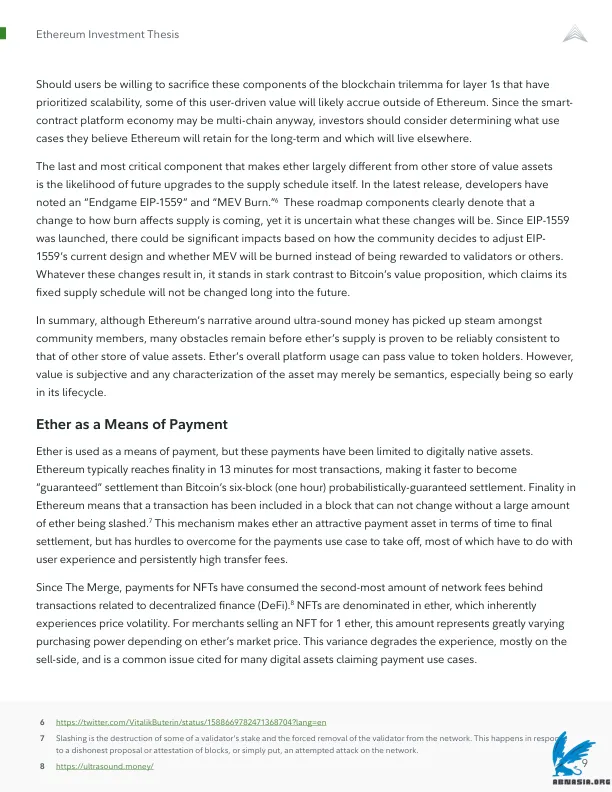 Ethereum Investment Thesis
Should users be willing to sacrifice these components of the blockchain trilemma for layer 1s that have
prioritized scalability, some of this user-driven value will likely accrue outside of Ethereum. Since the smart-
contract platform economy may be multi-chain anyway, investors should consider determining what use
cases they believe Ethereum will retain for the long-term and which will live elsewhere.
The last and most critical component that makes ether largely different from other store of value assets
is the likelihood of future upgrades to the supply schedule itself. In the latest release, developers have
noted an “Endgame EIP-1559” and “MEV Burn.”6 These roadmap components clearly denote that a
change to how burn affects supply is coming, yet it is uncertain what these changes will be. Since EIP-1559
was launched, there could be significant impacts based on how the community decides to adjust EIP-
1559’s current design and whether MEV will be burned instead of being rewarded to validators or others.
Whatever these changes result in, it stands in stark contrast to Bitcoin’s value proposition, which claims its
fixed supply schedule will not be changed long into the future.
In summary, although Ethereum’s narrative around ultra-sound money has picked up steam amongst
community members, many obstacles remain before ether’s supply is proven to be reliably consistent to
that of other store of value assets. Ether’s overall platform usage can pass value to token holders. However,
value is subjective and any characterization of the asset may merely be semantics, especially being so early
in its lifecycle.
Ether as a Means of Payment
Ether is used as a means of payment, but these payments have been limited to digitally native assets.
Ethereum typically reaches finality in 13 minutes for most transactions, making it faster to become
“guaranteed” settlement than Bitcoin’s six-block (one hour) probabilistically-guaranteed settlement. Finality in
Ethereum means that a transaction has been included in a block that can not change without a large amount
of ether being slashed.7 This mechanism makes ether an attractive payment asset in terms of time to final
settlement, but has hurdles to overcome for the payments use case to take off, most of which have to do with
user experience and persistently high transfer fees.
Since The Merge, payments for NFTs have consumed the second-most amount of network fees behind
transactions related to decentralized finance (DeFi).8 NFTs are denominated in ether, which inherently
experiences price volatility. For merchants selling an NFT for 1 ether, this amount represents greatly varying
purchasing power depending on ether’s market price. This variance degrades the experience, mostly on the
sell-side, and is a common issue cited for many digital assets claiming payment use cases.
6 https://twitter.com/VitalikButerin/status/1588669782471368704?lang=en
7 Slashing is the destruction of some of a validator’s stake and the forced removal of the validator from the network. This happens in
to a dishonest proposal or attestation of blocks, or simply put, an attempted attack on the network.
8 https://ultrasound.money/
9
ABNASIA.ORG